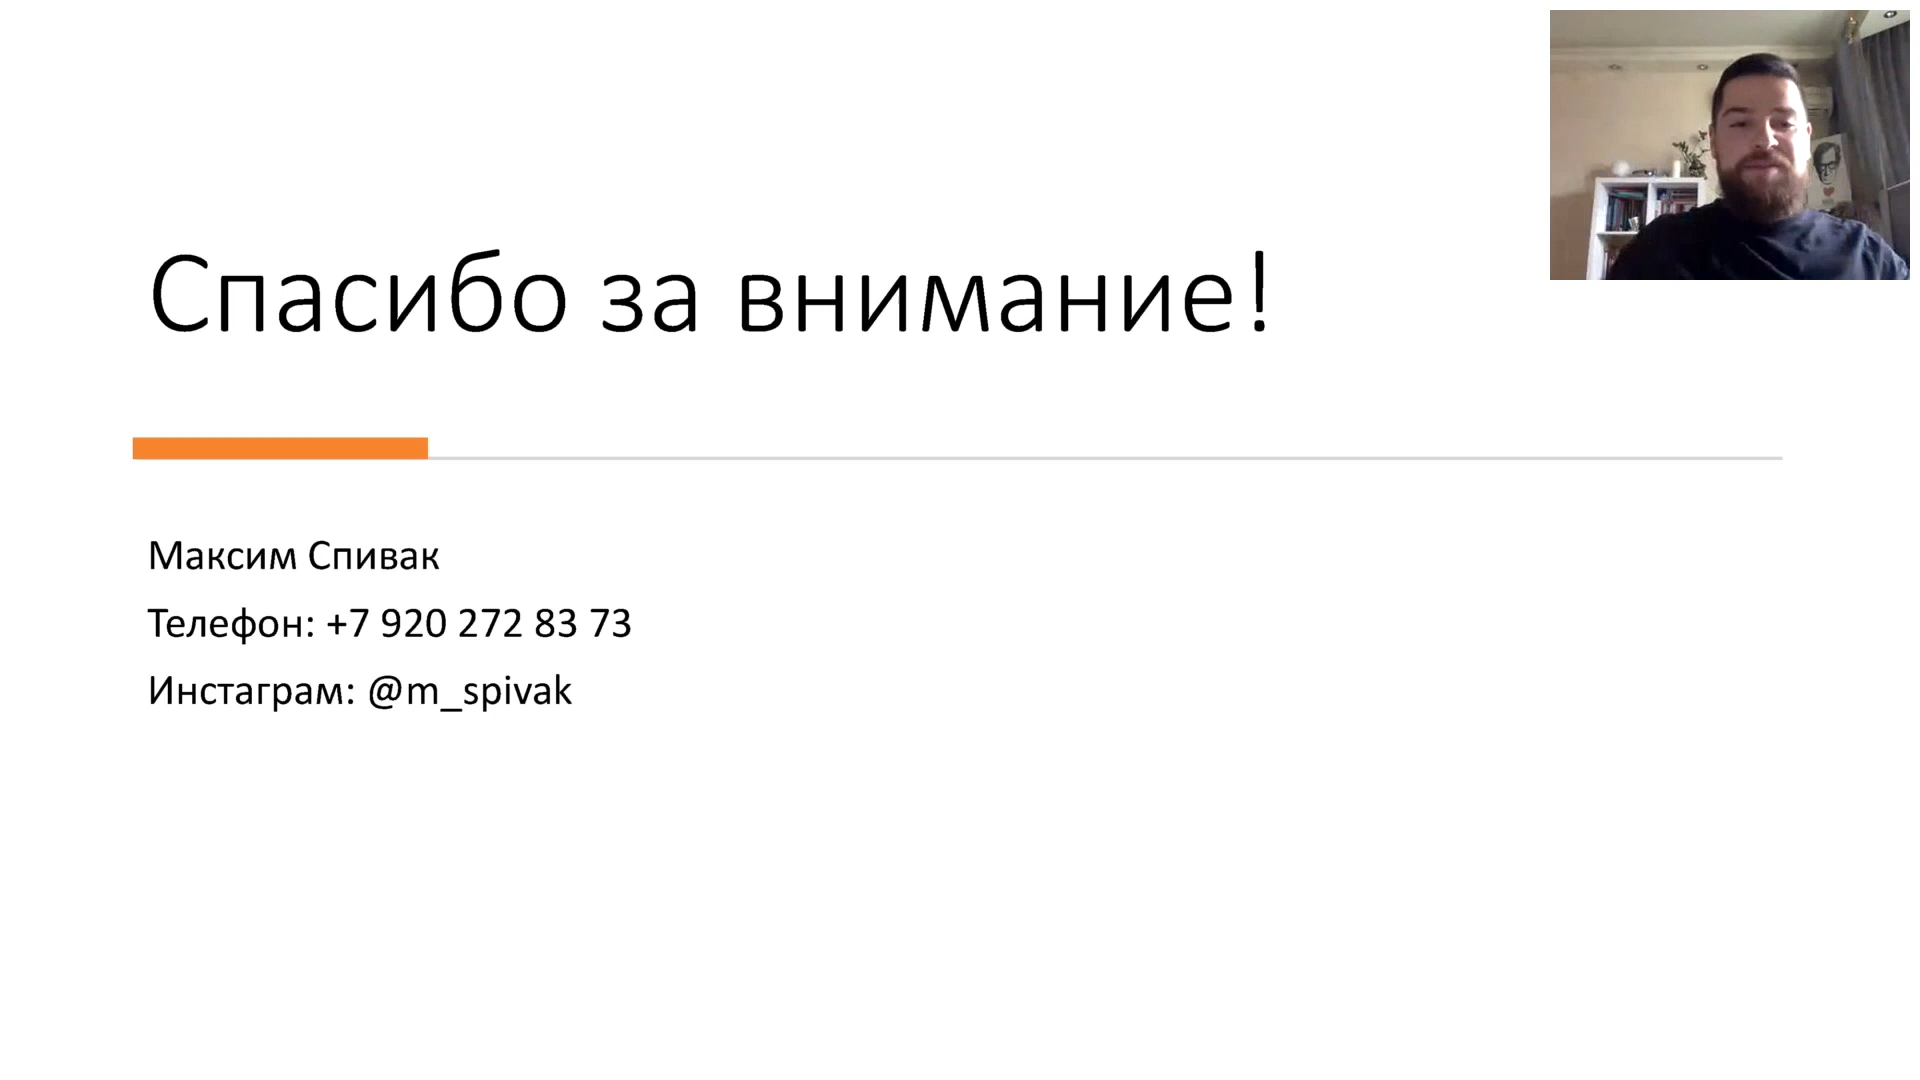 Спасибо за внимание!
Максим Спивак
Телефон: +7 920 272 83 73
Инстаграм: @m_spivak